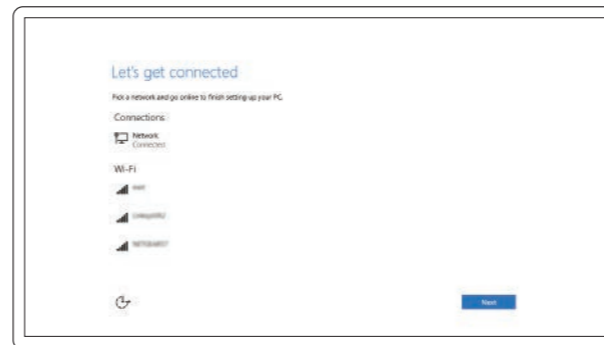 Let's get connected
Pick a network and go online to finish setting up your PC.
Connections
Network
Connected
Wi-Fi
Next